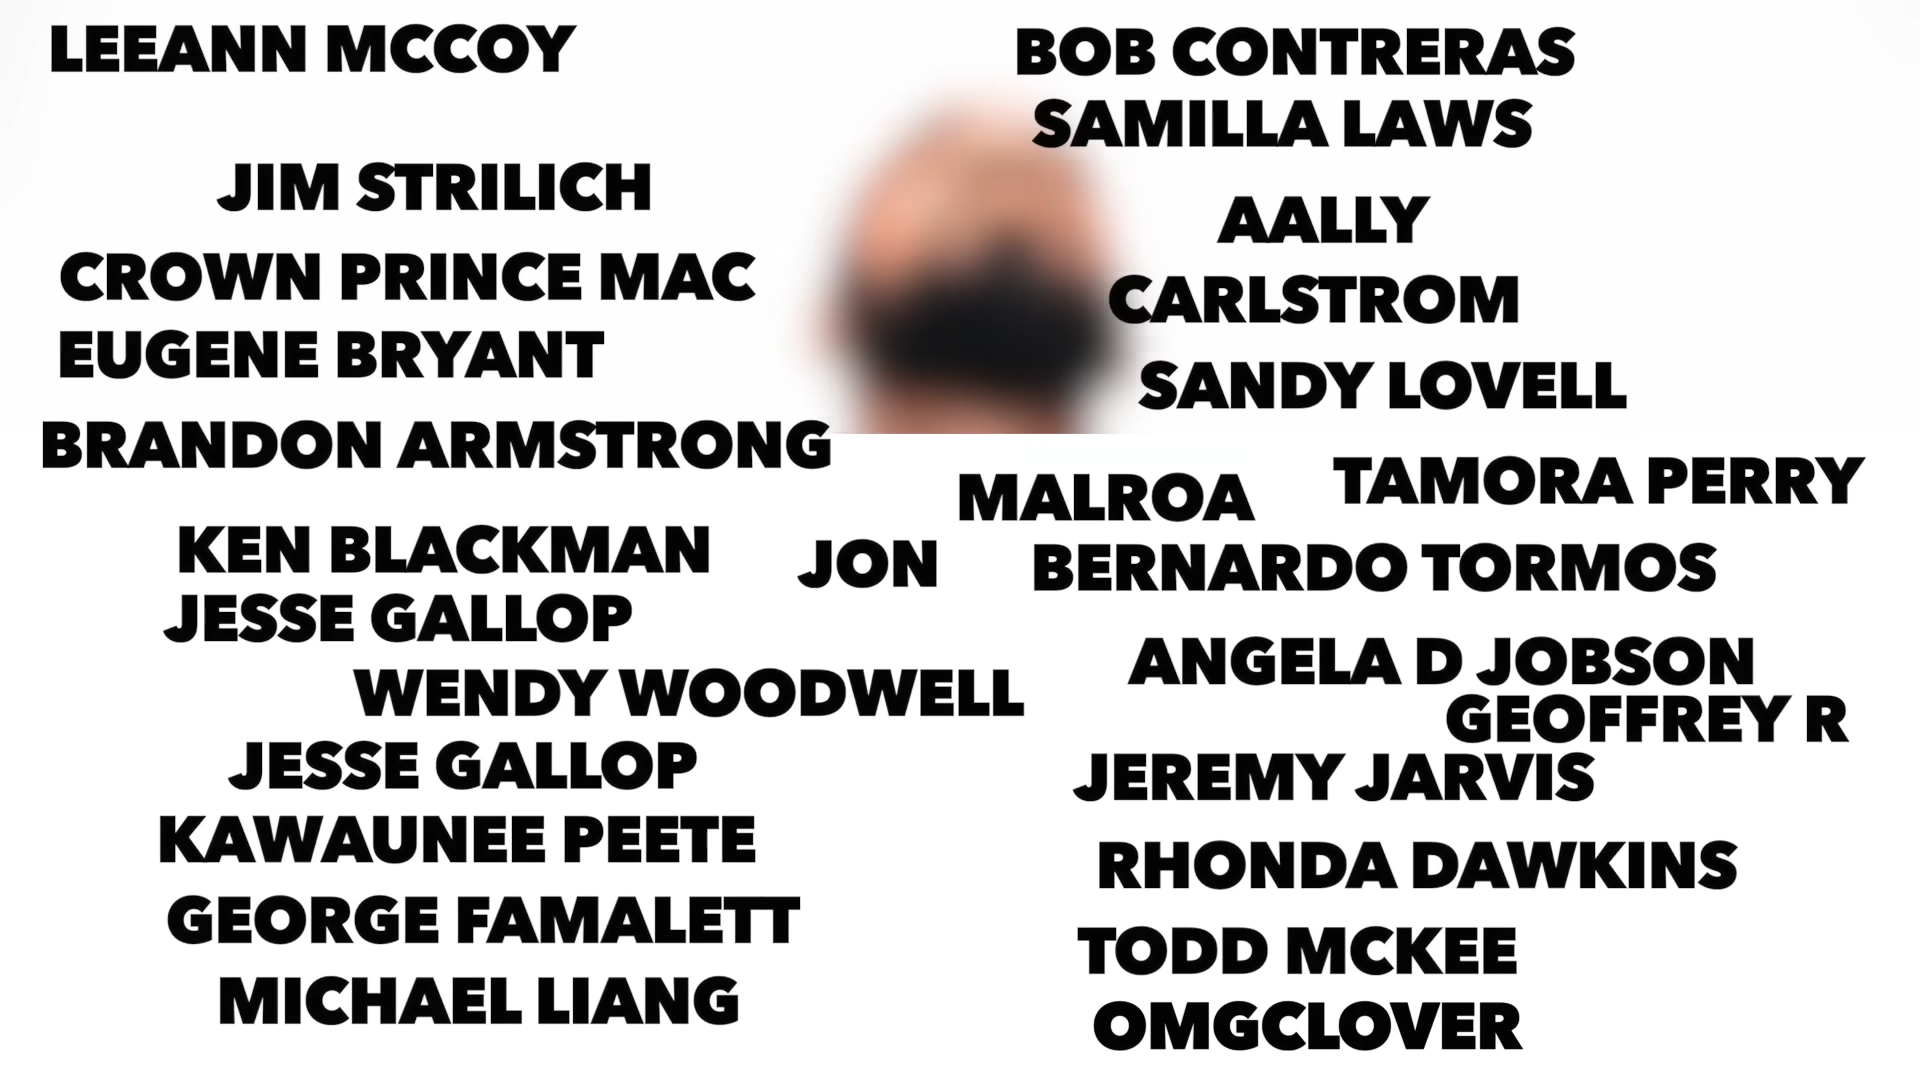 LEEANN MCCOY
JIM STRILICH
CROWN PRINCE MAC
EUGENE BRYANT
BRANDON ARMSTRONG
KEN BLACKMAN
JESSE GALLOP
WENDY WOODWELL
JESSE GALLOP
KAWAUNEE PEETE
GEORGE FAMALETT
MICHAEL LIANG
JON
BOB CONTRERAS
SAMILLA LAWS
AALLY
CARLSTROM
SANDY LOVELL
TAMORA PERRY
MALROA
BERNARDO TORMOS
ANGELA D JOBSON
GEOFFREY R
JEREMY JARVIS
RHONDA DAWKINS
TODD MCKEE
OMGCLOVER